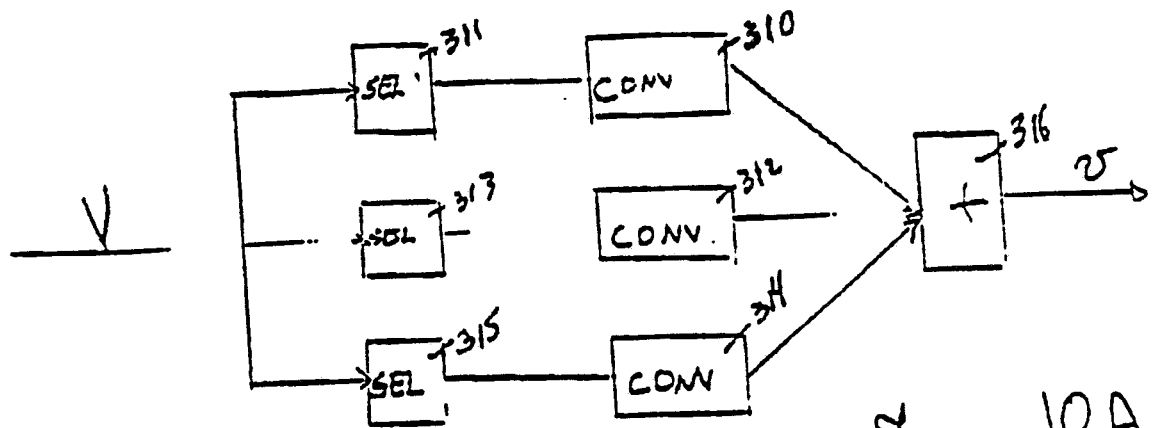 311
310
SEL
CONV
316
V
313
312
+
v
SEL
CONV.
315
314
SEL
CONV
10A